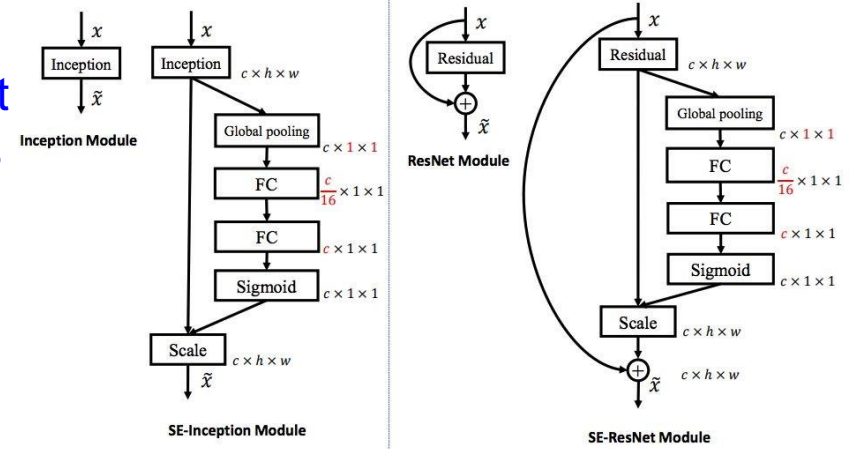 x
Inception
x̃
Inception Module
x
Inception
c × h × w
Global pooling
c × 1 × 1
FC
c/16 × 1 × 1
FC
c × 1 × 1
Sigmoid
c × 1 × 1
Scale
c × h × w
x̃
SE-Inception Module
x
Residual
+
x̃
ResNet Module
x
Residual
c × h × w
Global pooling
c × 1 × 1
FC
c/16 × 1 × 1
FC
c × 1 × 1
Sigmoid
c × 1 × 1
Scale
c × h × w
+
c × h × w
x̃
SE-ResNet Module
t